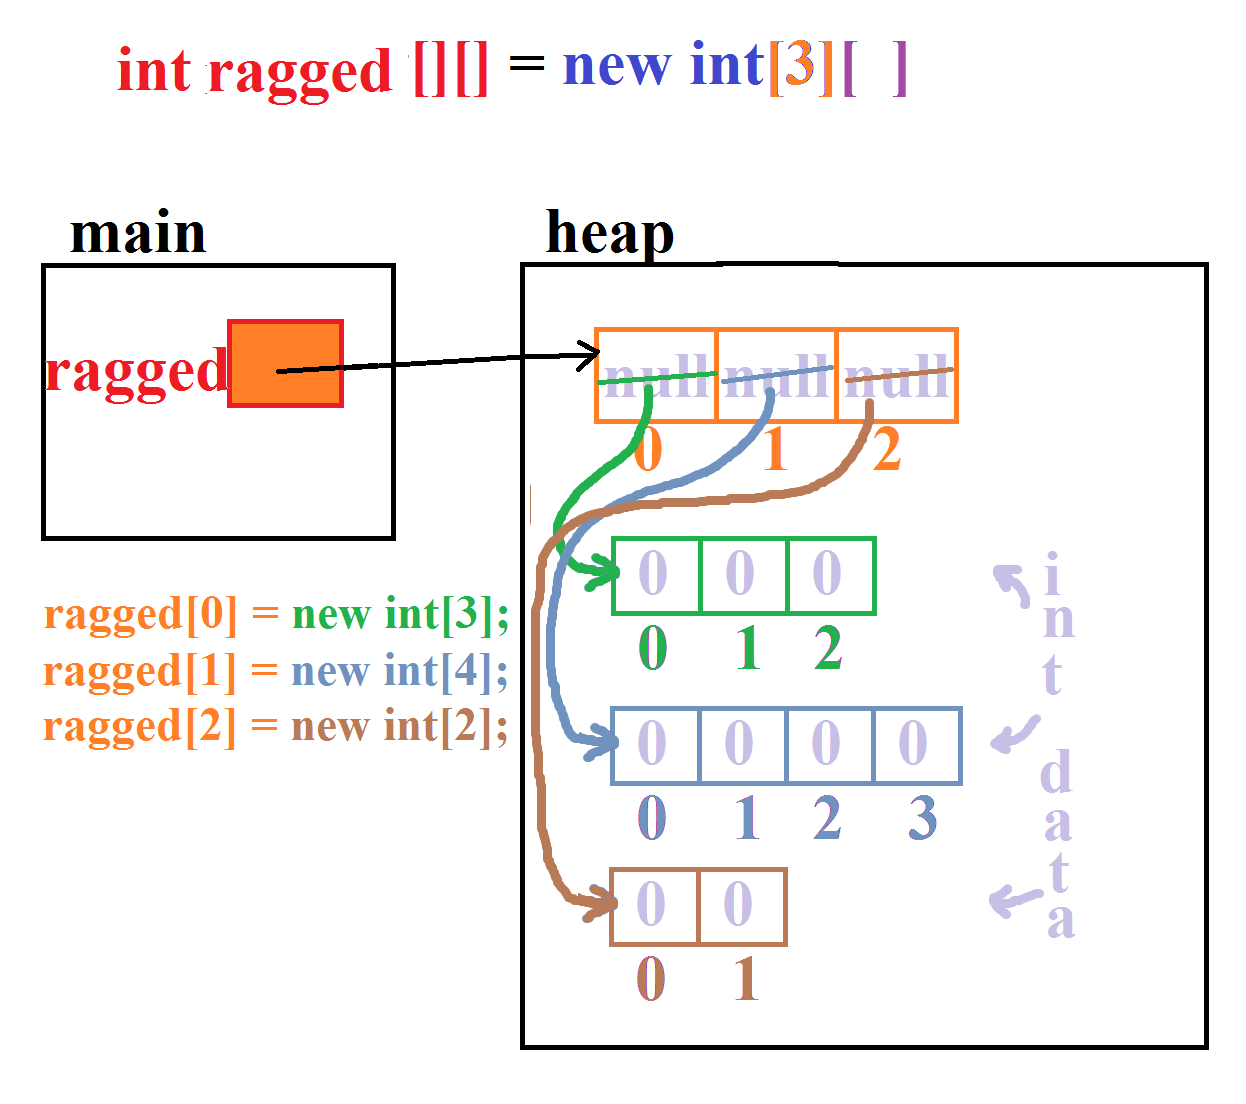 int ragged [][] = new int[3][ ]
main
heap
ragged
null null null
0 1 2
0 0 0
0 1 2
ragged[0] = new int[3];
ragged[1] = new int[4];
ragged[2] = new int[2];
0 0 0 0
0 1 2 3
0 0
0 1
int data